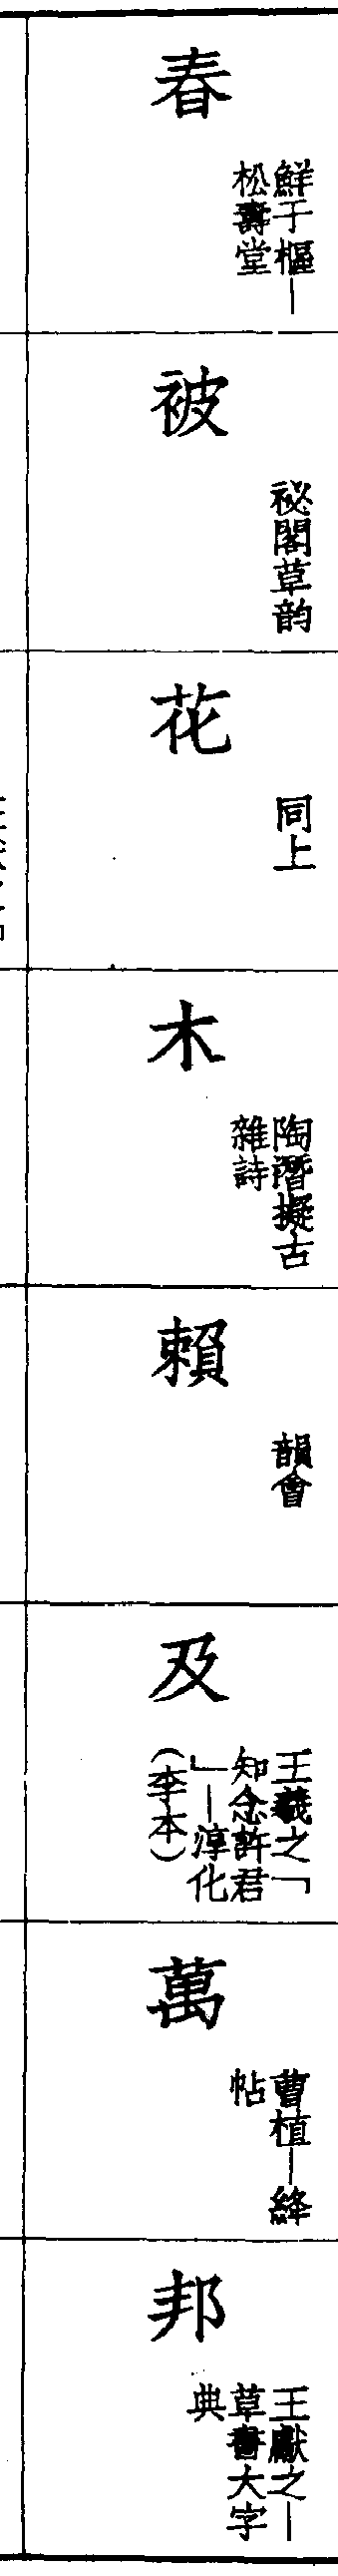 春
鮮于樞—
松壽堂
被
祕閣草韵
花
同上
木
陶潛擬古
雜詩
賴
韻會
及
王羲之「
知念許君
」—淳化
（李本）
萬
曹植—絳
帖
邦
王獻之—
草書大字
典